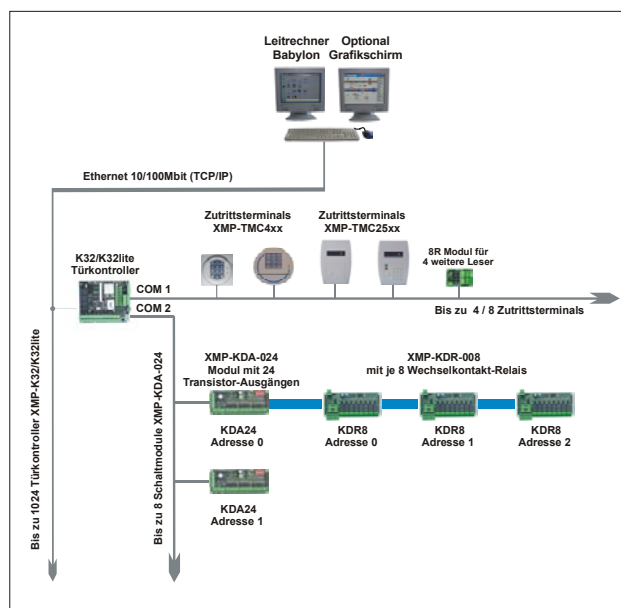 Leitrechner Babylon
Optional Grafikschirm
Ethernet 10/100Mbit (TCP/IP)
Zutrittsterminals
XMP-TMC4xx
Zutrittsterminals
XMP-TMC25xx
8R Modul für
4 weitere Leser
K32/K32lite
Türkontroller
COM 1
COM 2
Bis zu 4 / 8 Zutrittsterminals
XMP-KDA-024
Modul mit 24
Transistor-Ausgängen
XMP-KDR-008
mit je 8 Wechselkontakt-Relais
KDA24
Adresse 0
KDR8
Adresse 0
KDR8
Adresse 1
KDR8
Adresse 2
KDA24
Adresse 1
Bis zu 1024 Türkontroller XMP-K32/K32lite
Bis zu 8 Schaltmodule XMP-KDA-024